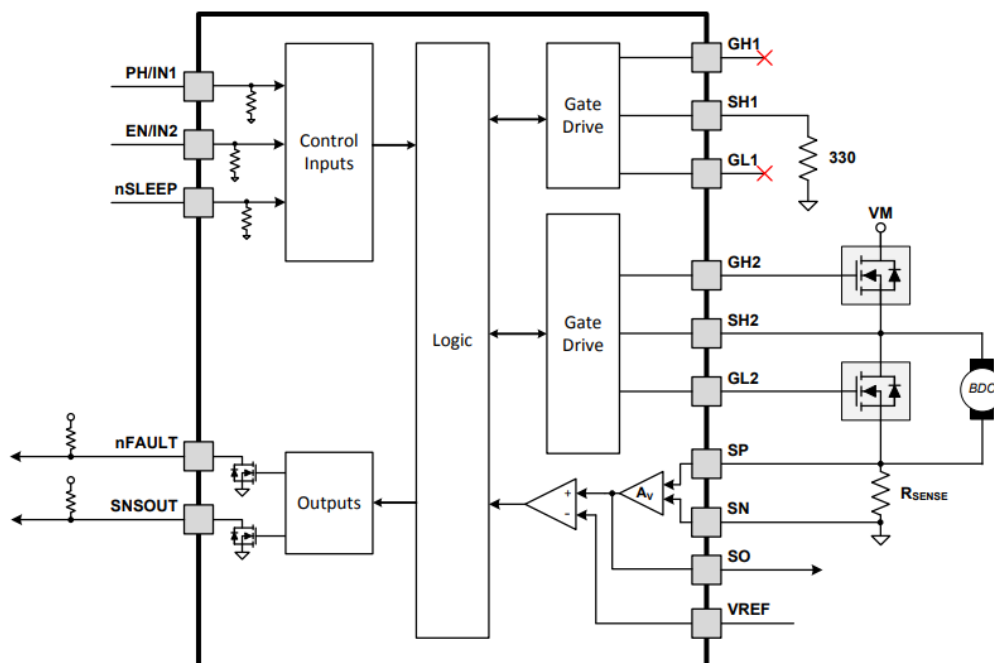 PH/IN1
EN/IN2
nSLEEP
Control
Inputs
Logic
Gate
Drive
GH1
SH1
GL1
330
VM
Gate
Drive
GH2
SH2
GL2
BDC
nFAULT
SNSOUT
Outputs
+
-
AV
SP
SN
RSENSE
SO
VREF